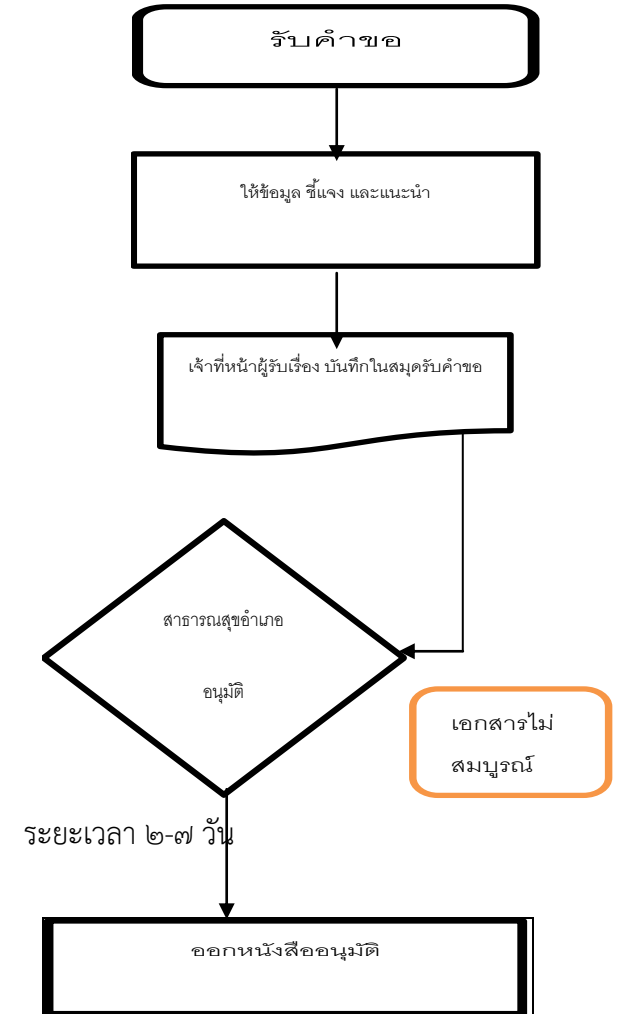 รับคำขอ
ให้ข้อมูล ชี้แจง และแนะนำ
เจ้าที่หน้าผู้รับเรื่อง บันทึกในสมุดรับคำขอ
สาธารณสุขอำเภอ
อนุมัติ
เอกสารไม่
สมบูรณ์
ระยะเวลา ๒-๗ วัน
ออกหนังสืออนุมัติ